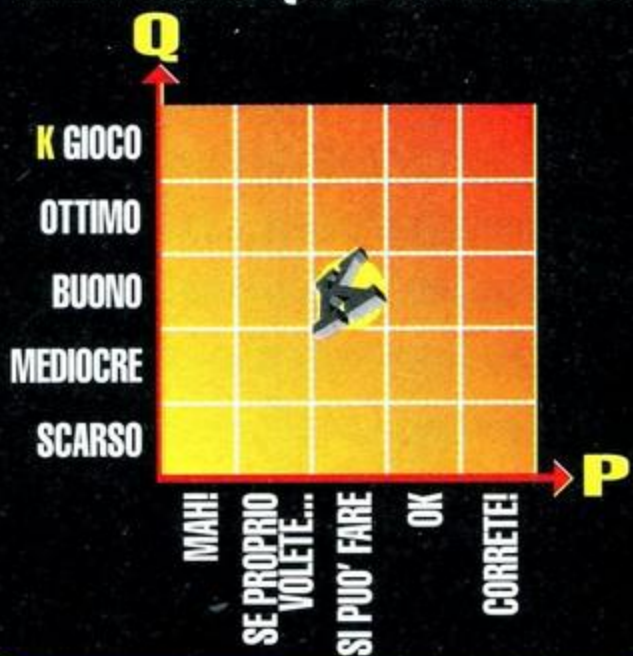 Q
K GIOCO
OTTIMO
BUONO
MEDIOCRE
SCARSO
P
MAH!
SE PROPRIO
VOLETE...
SI PUO' FARE
OK
CORRETE!
K